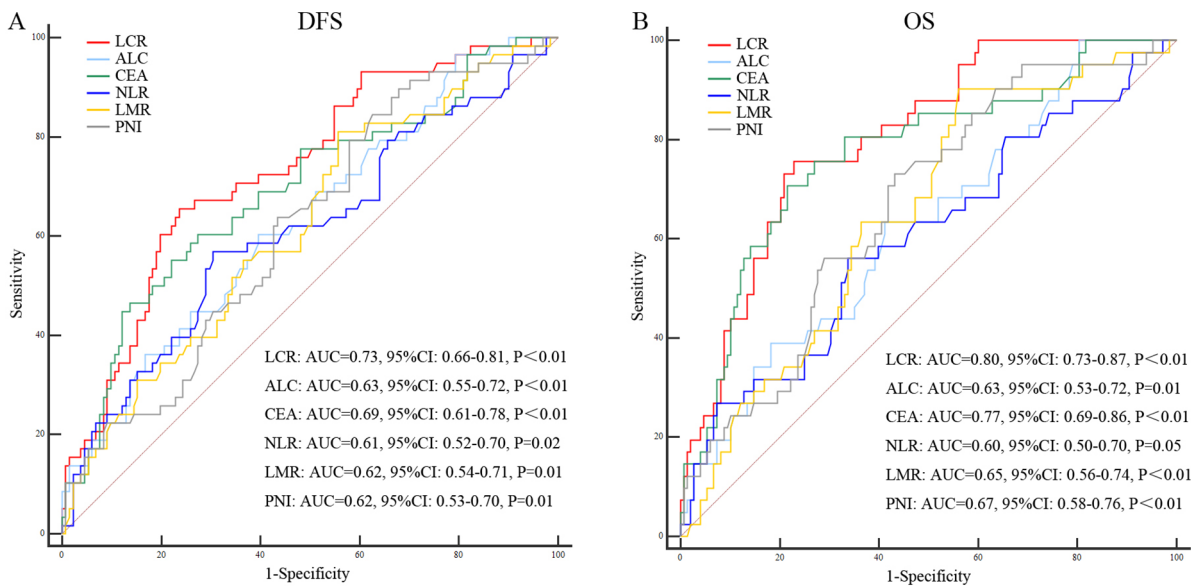 A
DFS
LCR
ALC
CEA
NLR
LMR
PNI
100
80
60
40
20
0
Sensitivity
LCR: AUC=0.73, 95%CI: 0.66-0.81, P<0.01
ALC: AUC=0.63, 95%CI: 0.55-0.72, P<0.01
CEA: AUC=0.69, 95%CI: 0.61-0.78, P<0.01
NLR: AUC=0.61, 95%CI: 0.52-0.70, P=0.02
LMR: AUC=0.62, 95%CI: 0.54-0.71, P=0.01
PNI: AUC=0.62, 95%CI: 0.53-0.70, P=0.01
0 20 40 60 80 100
1-Specificity
B
OS
LCR
ALC
CEA
NLR
LMR
PNI
100
80
60
40
20
0
Sensitivity
LCR: AUC=0.80, 95%CI: 0.73-0.87, P<0.01
ALC: AUC=0.63, 95%CI: 0.53-0.72, P=0.01
CEA: AUC=0.77, 95%CI: 0.69-0.86, P<0.01
NLR: AUC=0.60, 95%CI: 0.50-0.70, P=0.05
LMR: AUC=0.65, 95%CI: 0.56-0.74, P<0.01
PNI: AUC=0.67, 95%CI: 0.58-0.76, P<0.01
0 20 40 60 80 100
1-Specificity